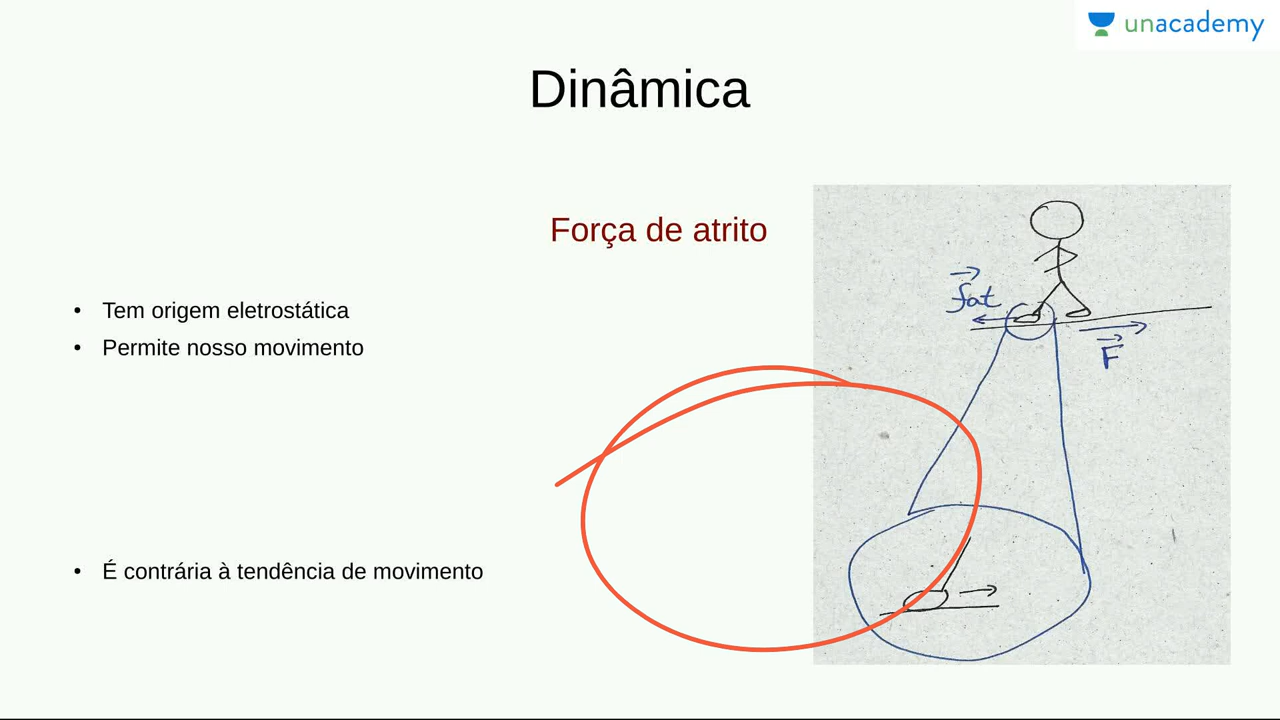 unacademy
Dinâmica
Força de atrito
• Tem origem eletrostática
• Permite nosso movimento
• É contrária à tendência de movimento
fat
F